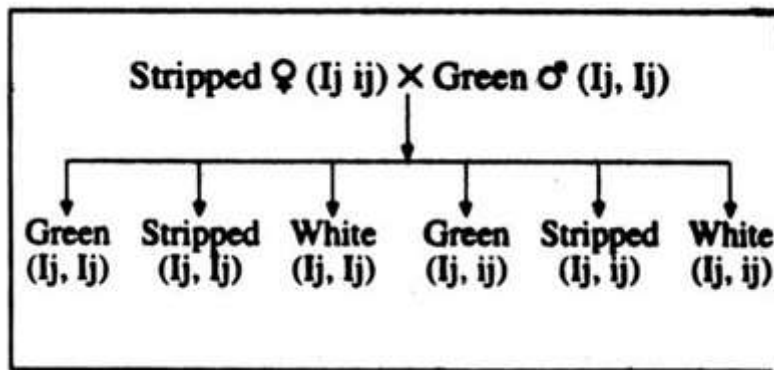 Stripped ♀ (Ij ij) × Green ♂ (Ij, Ij)
Green Stripped White Green Stripped White
(Ij, Ij) (Ij, Ij) (Ij, Ij) (Ij, ij) (Ij, ij) (Ij, ij)